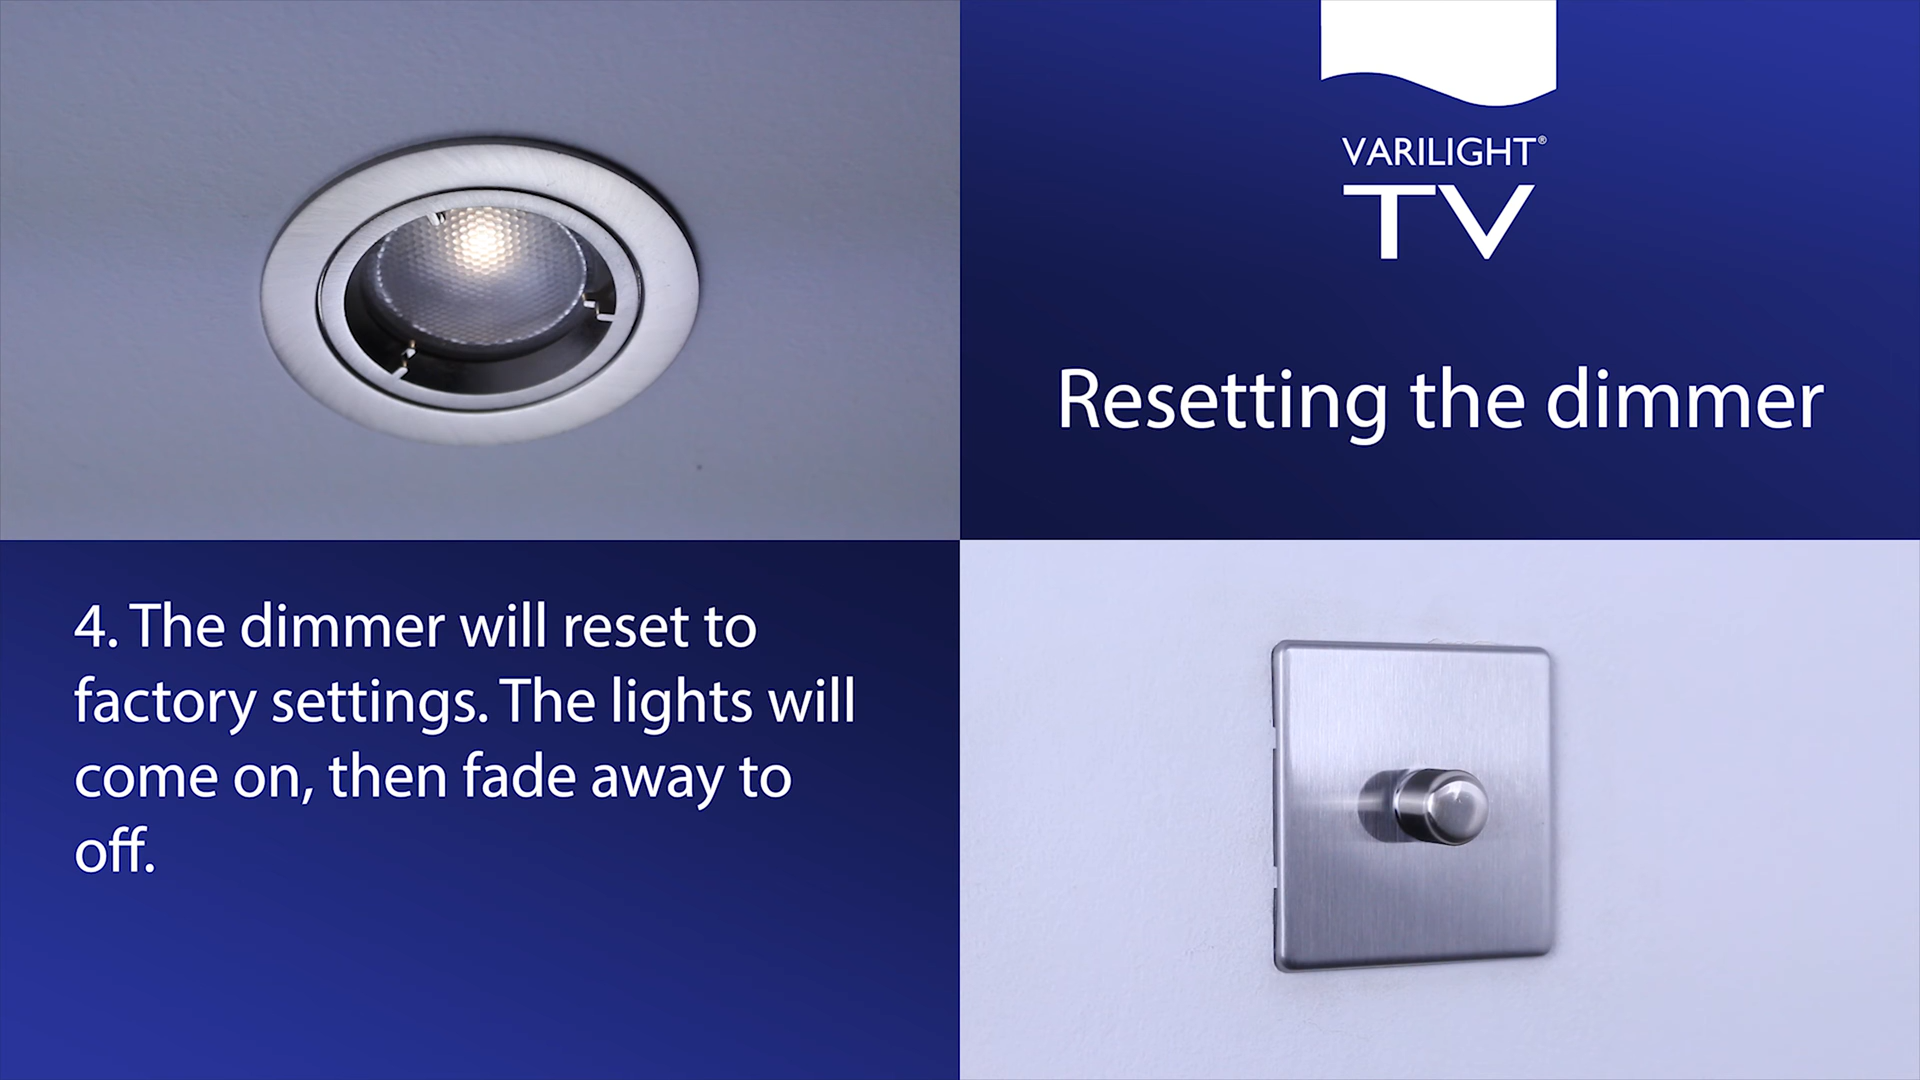 VARILIGHT®
TV
Resetting the dimmer
4. The dimmer will reset to
factory settings. The lights will
come on, then fade away to
off.